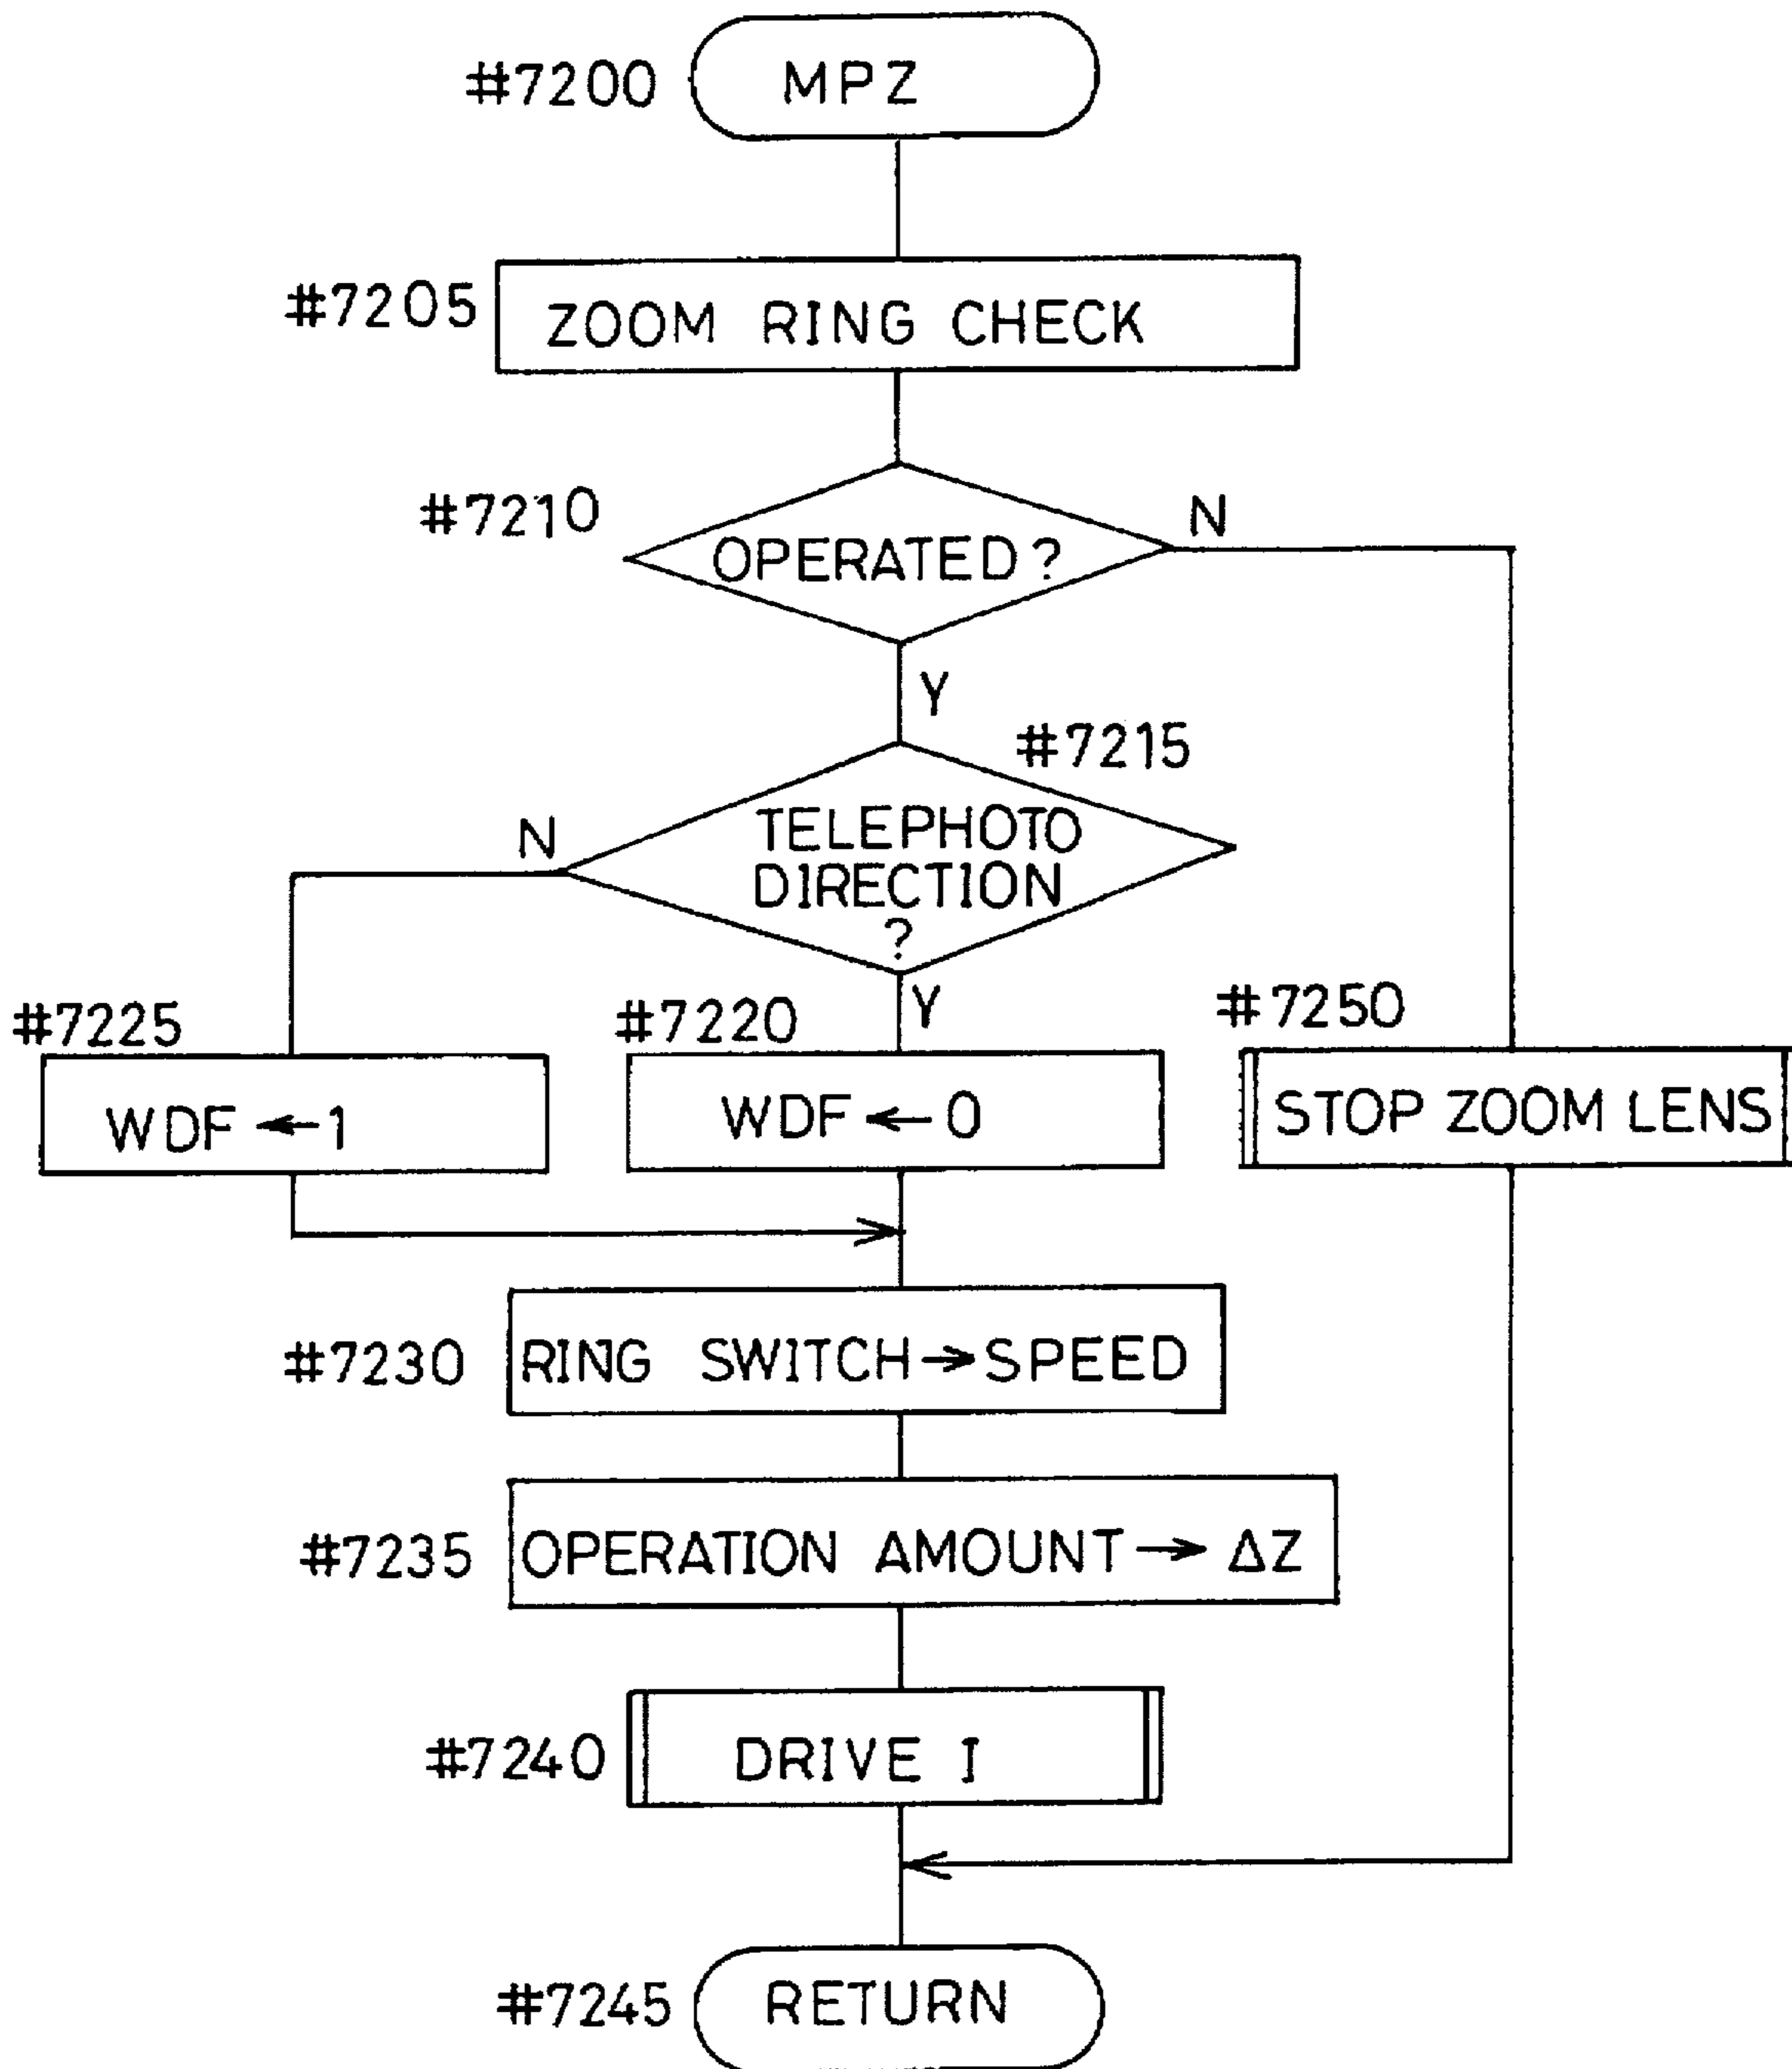 #7200 MPZ
#7205 ZOOM RING CHECK
#7210 OPERATED? N
Y
#7215
N TELEPHOTO
DIRECTION
?
Y
#7225 #7220 #7250
WDF ← 1 WDF ← 0 STOP ZOOM LENS
#7230 RING SWITCH → SPEED
#7235 OPERATION AMOUNT → ΔZ
#7240 DRIVE I
#7245 RETURN